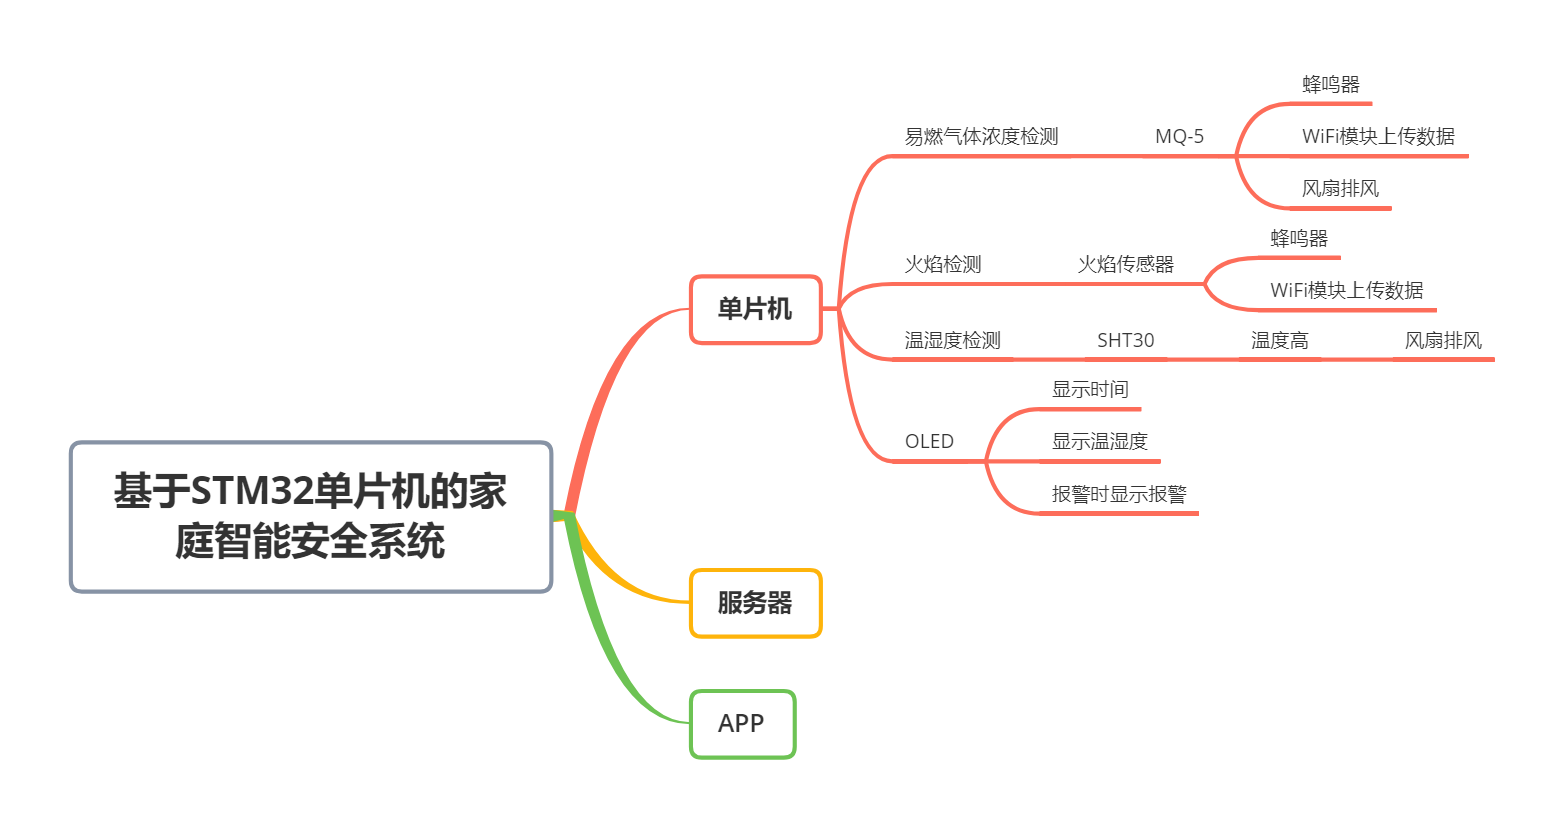 蜂鸣器
易燃气体浓度检测
MQ-5
WiFi模块上传数据
风扇排风
蜂鸣器
火焰检测
火焰传感器
WiFi模块上传数据
单片机
温湿度检测
SHT30
温度高
风扇排风
显示时间
OLED
显示温湿度
报警时显示报警
基于STM32单片机的家
庭智能安全系统
服务器
APP